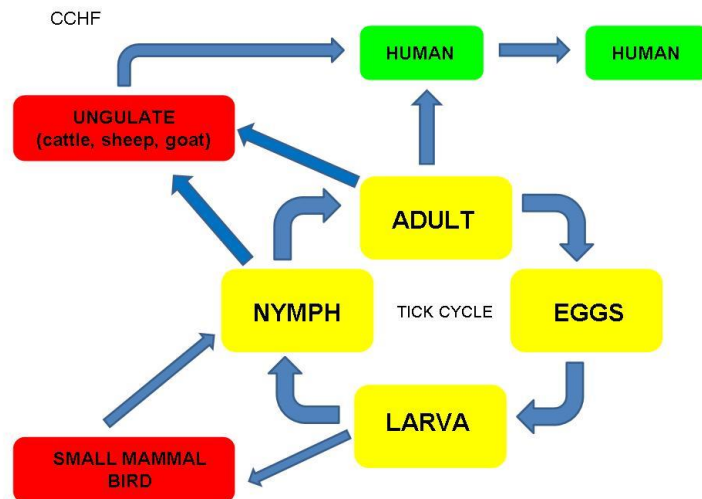 CCHF
HUMAN
HUMAN
UNGULATE
(cattle, sheep, goat)
ADULT
NYMPH
TICK CYCLE
EGGS
LARVA
SMALL MAMMAL
BIRD